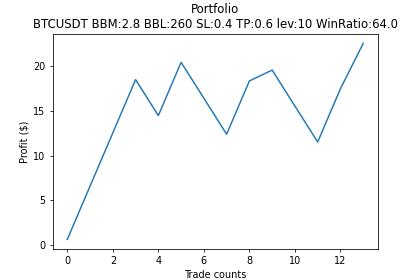 Portfolio
BTCUSDT BBM:2.8 BBL:260 SL:0.4 TP:0.6 lev:10 WinRatio:64.0
20
15
10
5
0
Profit ($)
0 2 4 6 8 10 12
Trade counts